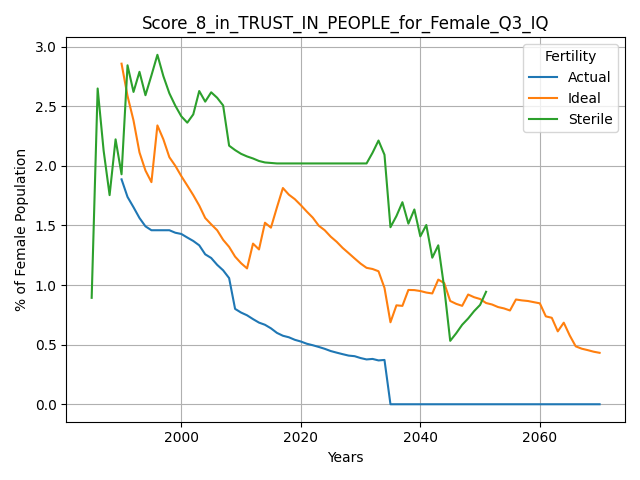 Score_8_in_TRUST_IN_PEOPLE_for_Female_Q3_IQ
Fertility
Actual
Ideal
Sterile
% of Female Population
3.0
2.5
2.0
1.5
1.0
0.5
0.0
2000
2020
2040
2060
Years